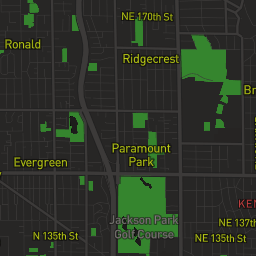 NE 170th St
Ronald
Ridgecrest
Br
Paramount
Park
Evergreen
KEN
Jackson Park
Golf Course
NE 137th
N 135th St
NE 135th St